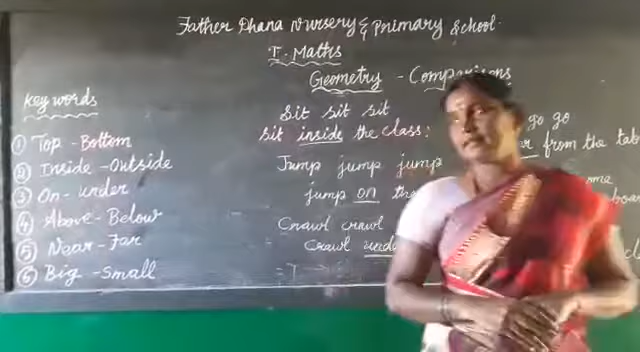 Father Dhana Nursery & Primary School
T. Maths
Geometry - Comparisons
Key words
① Top - Bottom
② Inside - Outside
③ On - under
④ Above - Below
⑤ Near - Far
⑥ Big - Small
Sit sit sit
Sit inside the class:
Jump jump jump
jump on the
Crawl crawl
Crawl
go go
from the